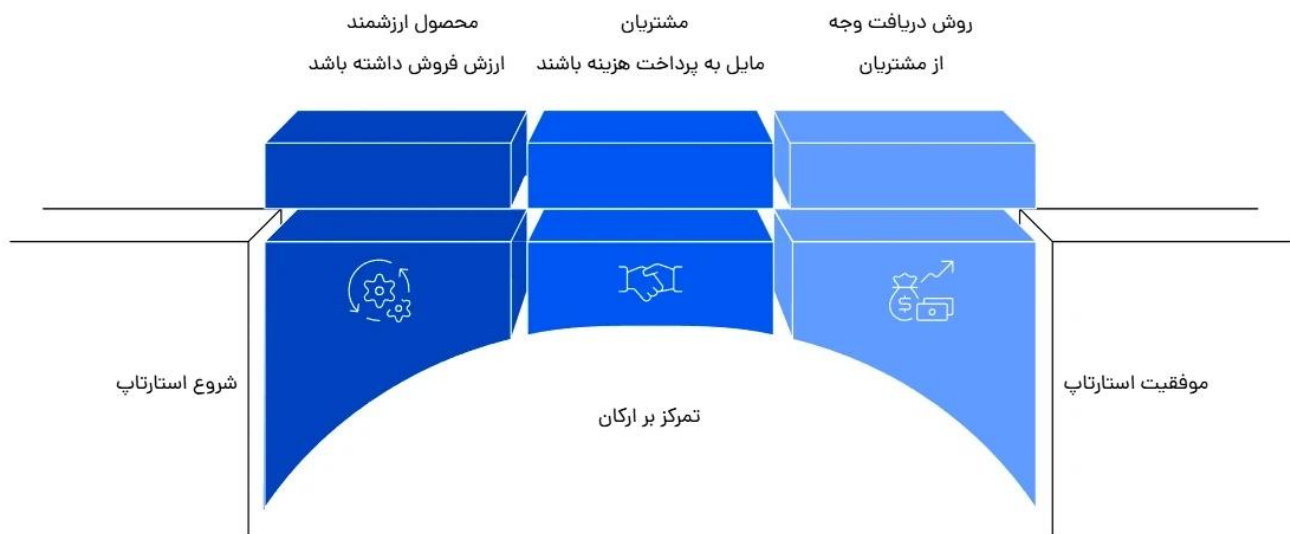 روش دریافت وجه
از مشتریان
مشتریان
مایل به پرداخت هزینه باشند
محصول ارزشمند
ارزش فروش داشته باشد
$
موفقیت استارتاپ
شروع استارتاپ
تمرکز بر ارکان